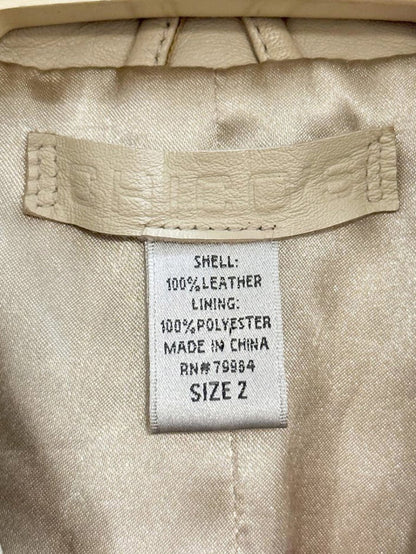 SHELL:
100%LEATHER
LINING:
100%POLYESTER
MADE IN CHINA
RN#79984
SIZE 2